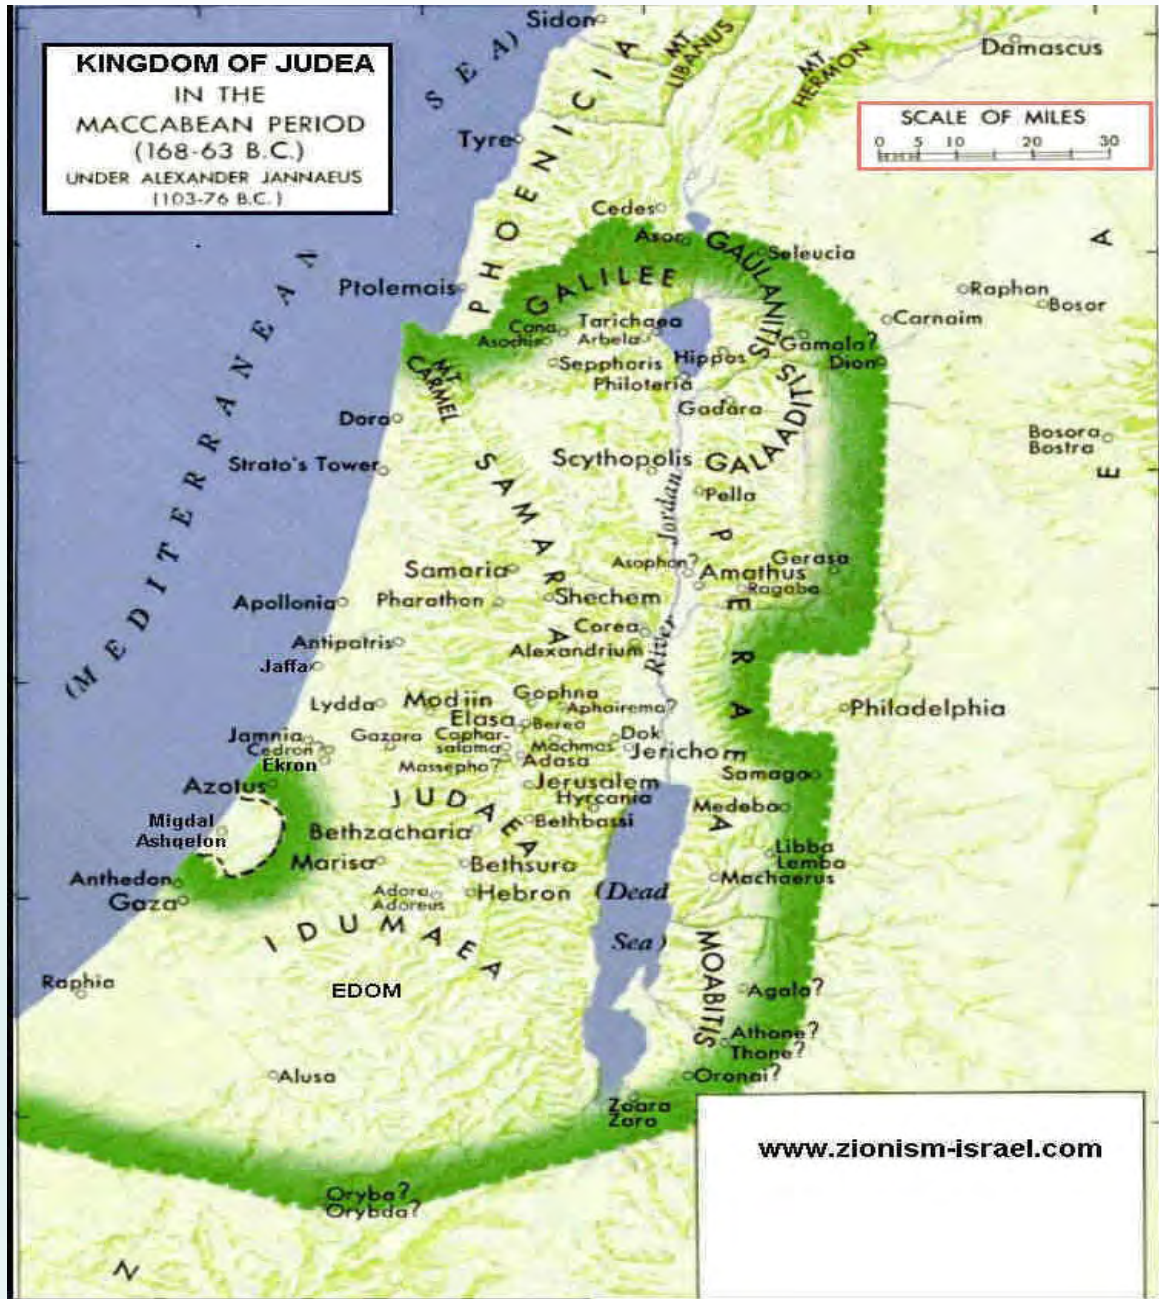 KINGDOM OF JUDEA
IN THE
MACCABEAN PERIOD
(168-63 B.C.)
UNDER ALEXANDER JANNAEUS
(103-76 B.C.)
Sidon
SEA)
MT
LIBANUS
MT
HERMON
Damascus
SCALE OF MILES
0 5 10 20 30
Tyre
PHOENICIA
Cedes
Asor
GAULANITIS
Seleucia
A
(MEDITERRANEAN
Ptolemais
GALILEE
Raphan
Bosor
Carnaim
Cana
Tarichaea
Asochis
Arbela
Gamala?
Sepphoris
Hippos
Dion
Philoteria
MT.
CARMEL
Gadara
Dora
GALAADITIS
Bosora
Bostra
Strato's Tower
Scythopolis
E
SAMARIA
Pella
River Jordan
PERAEA
Samaria
Asophon?
Gerasa
Amathus
Ragaba
Apollonia
Pharathon
Shechem
Corea
Antipatris
Alexandrium
Jaffa
Lydda
Modiin
Gophna
Aphairema?
Philadelphia
Elasa
Berea
Jamnia
Gazara
Caphar-
salama
Dok
Cedron?
Machmas
Jericho
Ekron
Massepha?
Adasa
Azotus
Jerusalem
Samaga
JUDAEA
Hyrcania
Medeba
Migdal
Ashqelon
Bethzacharia
Bethbassi
Libba
Lemba
Marisa
Bethsura
Machaerus
Anthedon
Adora
Adoreus
Hebron
(Dead
Sea)
Gaza
IDUMAEA
MOABITIS
Raphia
EDOM
Agala?
Athone?
Thone?
Alusa
Oronai?
Zoara
Zara
www.zionism-israel.com
Oryba?
Orybda?
N